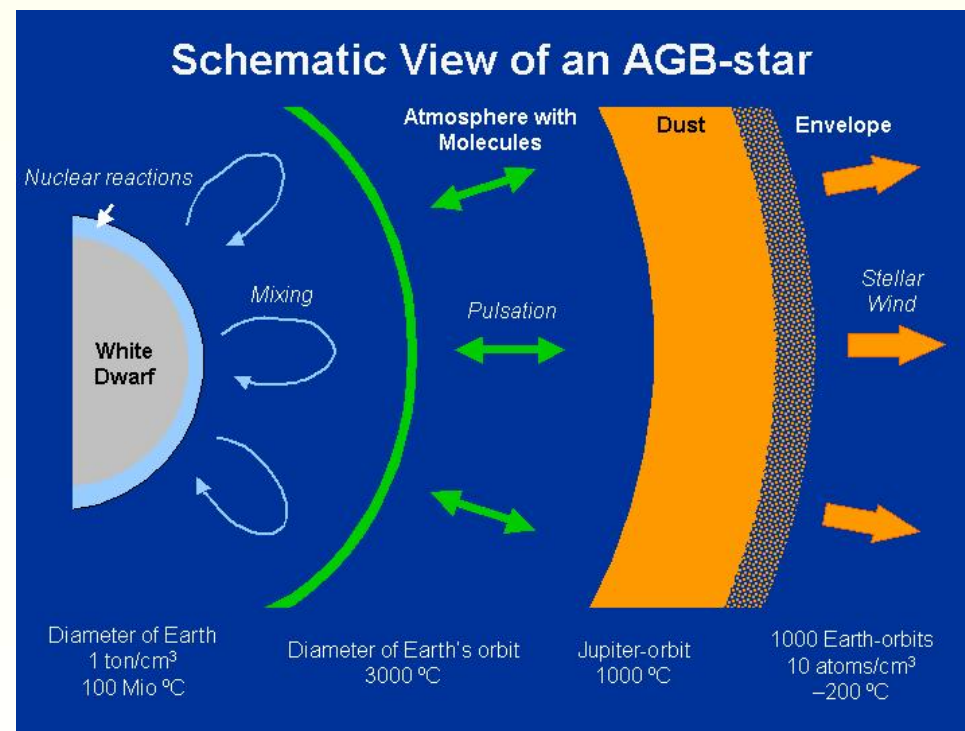 Schematic View of an AGB-star
Atmosphere with
Molecules
Dust
Envelope
Nuclear reactions
Mixing
Pulsation
Stellar
Wind
White
Dwarf
Diameter of Earth
1 ton/cm³
100 Mio ºC
Diameter of Earth's orbit
3000 ºC
Jupiter-orbit
1000 ºC
1000 Earth-orbits
10 atoms/cm³
–200 ºC